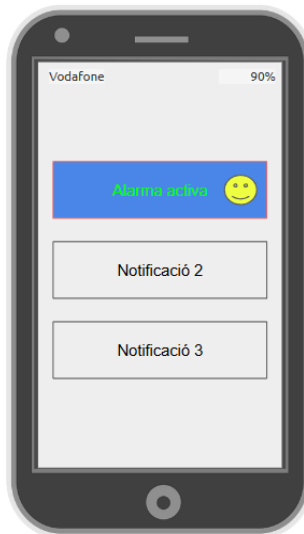 Vodafone 90%
Alarma activa
Notificació 2
Notificació 3